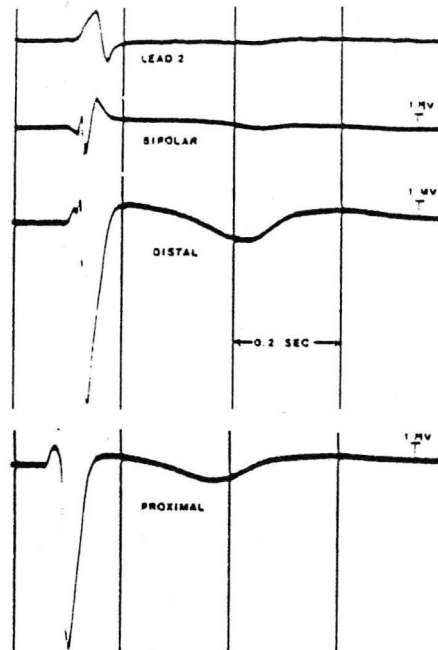 LEAD 2
1 MV
BIPOLAR
1 MV
DISTAL
0.2 SEC
1 MV
PROXIMAL